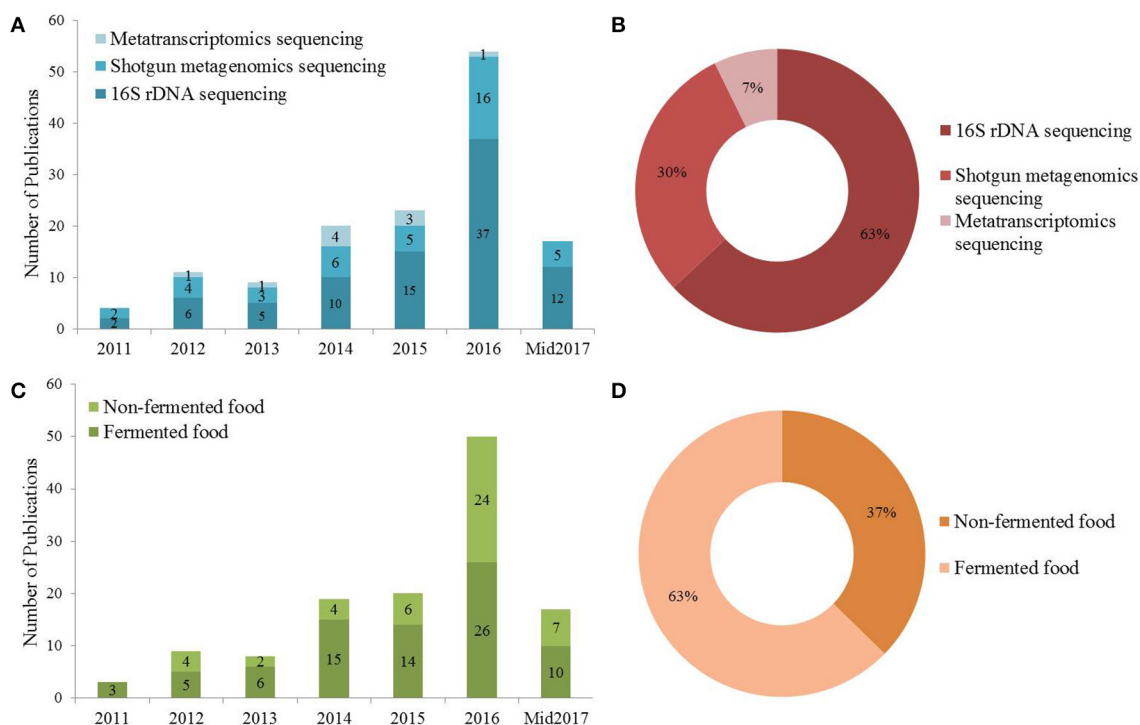 A
Number of Publications
60
50
40
30
20
10
0
Metatranscriptomics sequencing
Shotgun metagenomics sequencing
16S rDNA sequencing
2
2
1
4
6
1
3
5
4
6
10
3
5
15
1
16
37
5
12
2011 2012 2013 2014 2015 2016 Mid2017
B
7%
30%
63%
16S rDNA sequencing
Shotgun metagenomics
sequencing
Metatranscriptomics
sequencing
C
Number of Publications
60
50
40
30
20
10
0
Non-fermented food
Fermented food
3
4
5
2
6
4
15
6
14
24
26
7
10
2011 2012 2013 2014 2015 2016 Mid2017
D
37%
63%
Non-fermented food
Fermented food